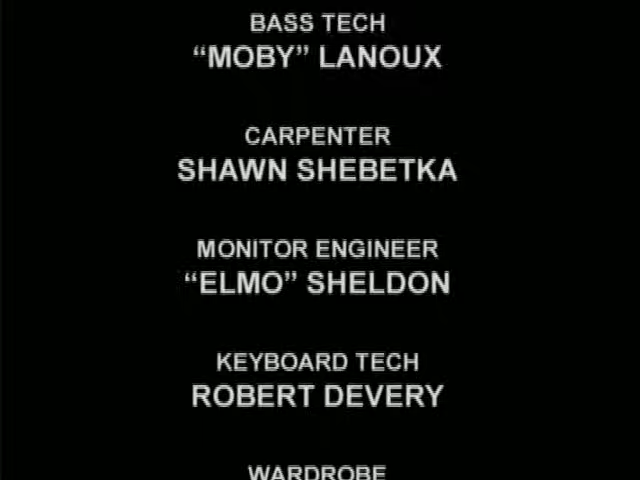 BASS TECH
“MOBY” LANOUX
CARPENTER
SHAWN SHEBETKA
MONITOR ENGINEER
“ELMO” SHELDON
KEYBOARD TECH
ROBERT DEVERY
WARDROBE